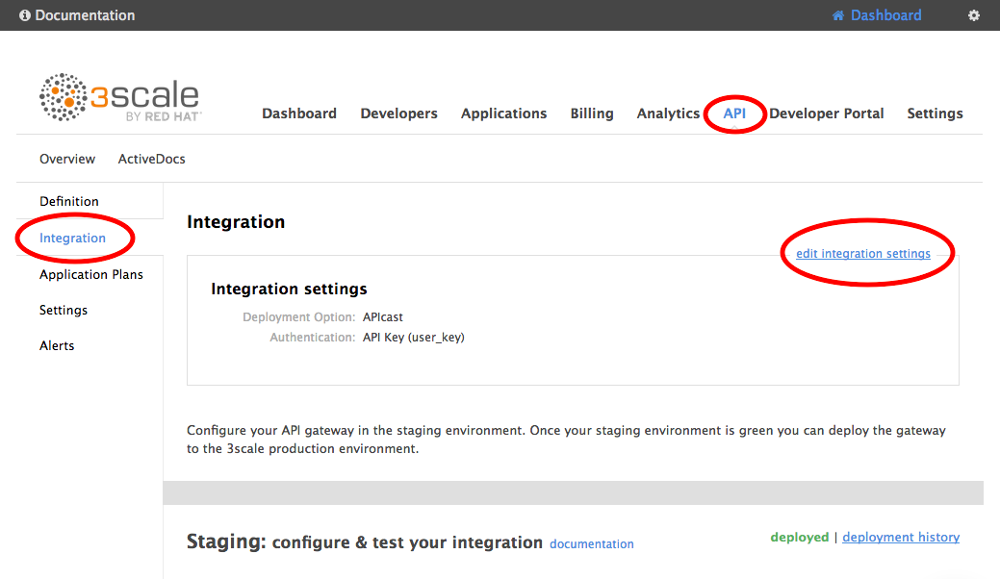 Documentation
Dashboard
3scale
BY RED HAT
Dashboard Developers Applications Billing Analytics API Developer Portal Settings
Overview ActiveDocs
Definition
Integration
Application Plans
Settings
Alerts
Integration
edit integration settings
Integration settings
Deployment Option: APIcast
Authentication: API Key (user_key)
Configure your API gateway in the staging environment. Once your staging environment is green you can deploy the gateway
to the 3scale production environment.
Staging: configure & test your integration documentation
deployed | deployment history